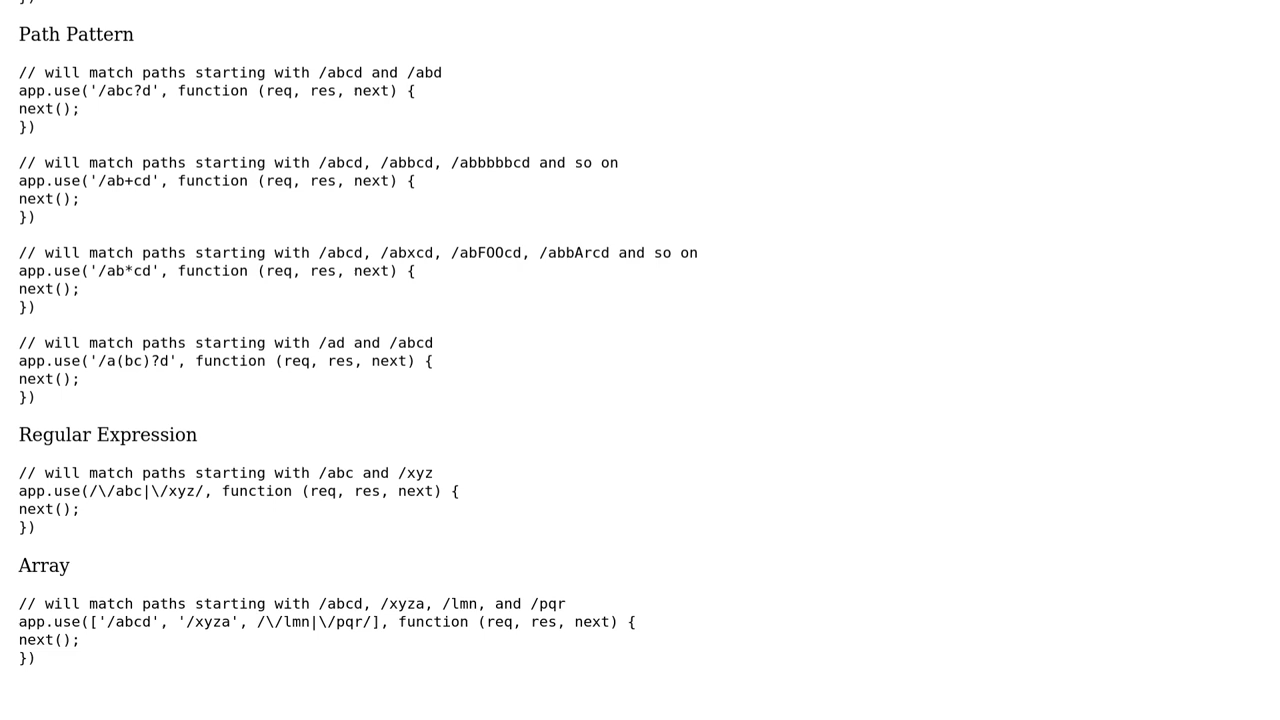 })
Path Pattern
// will match paths starting with /abcd and /abd
app.use('/abc?d', function (req, res, next) {
next();
})
// will match paths starting with /abcd, /abbcd, /abbbbbcd and so on
app.use('/ab+cd', function (req, res, next) {
next();
})
// will match paths starting with /abcd, /abxcd, /abFOOcd, /abbArcd and so on
app.use('/ab*cd', function (req, res, next) {
next();
})
// will match paths starting with /ad and /abcd
app.use('/a(bc)?d', function (req, res, next) {
next();
})
Regular Expression
// will match paths starting with /abc and /xyz
app.use(/\/abc|\/xyz/, function (req, res, next) {
next();
})
Array
// will match paths starting with /abcd, /xyza, /lmn, and /pqr
app.use(['/abcd', '/xyza', /\/lmn|\/pqr/], function (req, res, next) {
next();
})